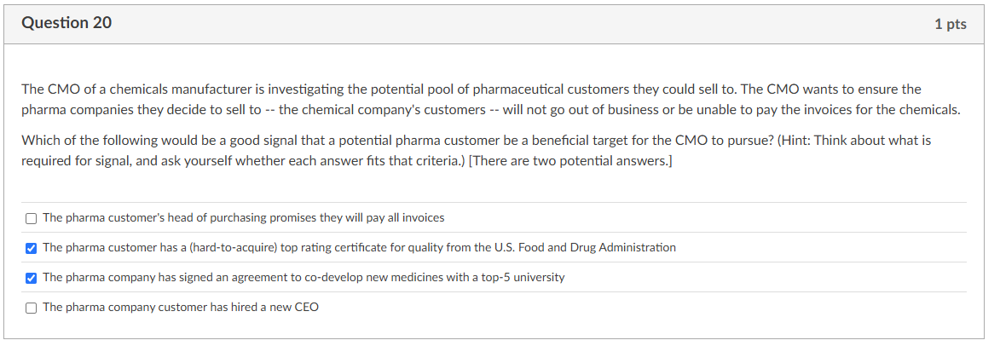 Question 20
1 pts
The CMO of a chemicals manufacturer is investigating the potential pool of pharmaceutical customers they could sell to. The CMO wants to ensure the
pharma companies they decide to sell to -- the chemical company's customers -- will not go out of business or be unable to pay the invoices for the chemicals.
Which of the following would be a good signal that a potential pharma customer be a beneficial target for the CMO to pursue? (Hint: Think about what is
required for signal, and ask yourself whether each answer fits that criteria.) [There are two potential answers.]
The pharma customer's head of purchasing promises they will pay all invoices
The pharma customer has a (hard-to-acquire) top rating certificate for quality from the U.S. Food and Drug Administration
The pharma company has signed an agreement to co-develop new medicines with a top-5 university
The pharma company customer has hired a new CEO